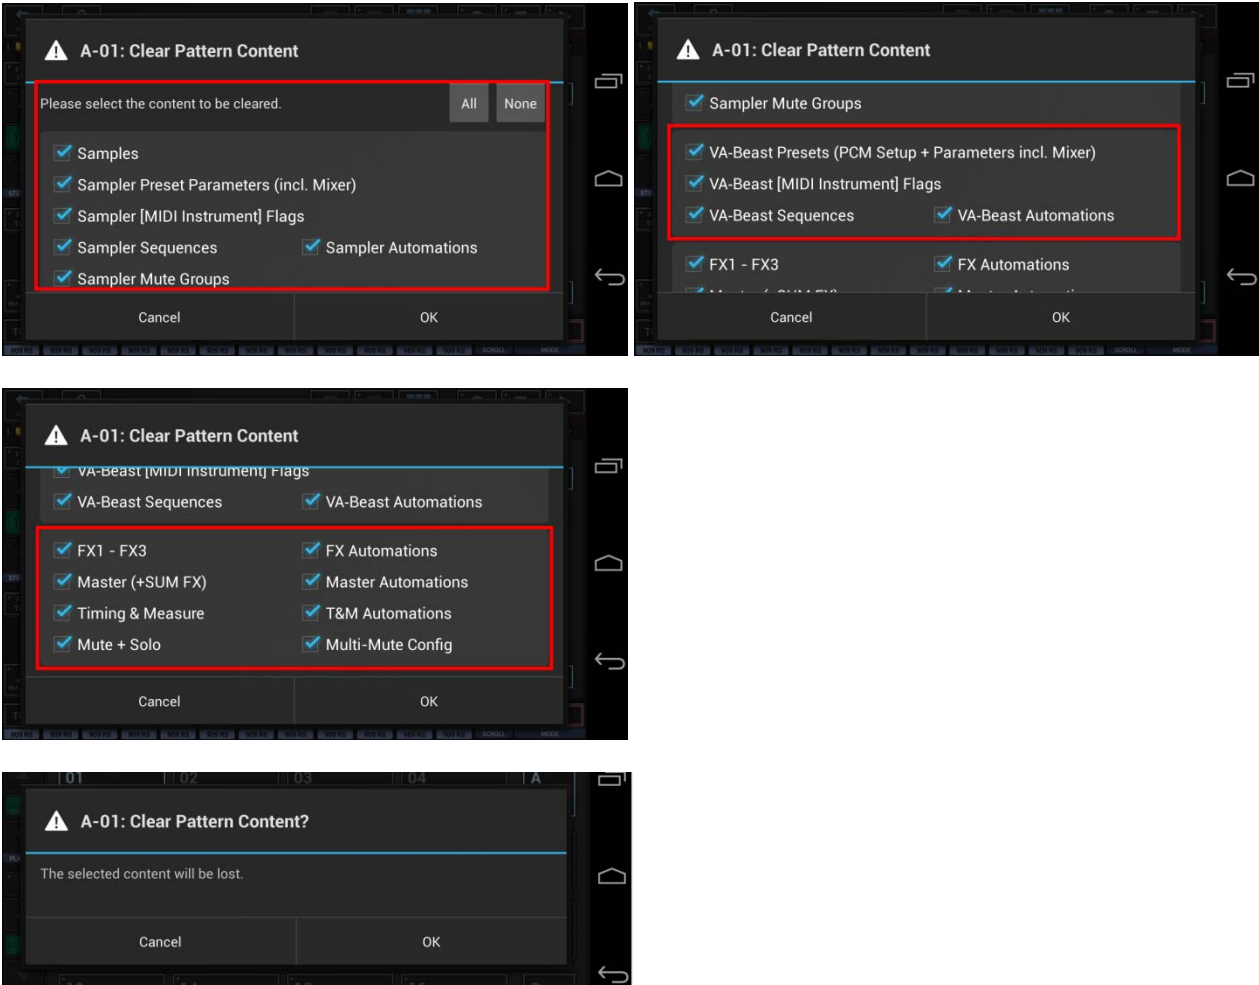 A-01: Clear Pattern Content
Please select the content to be cleared.
All
None
Samples
Sampler Preset Parameters (incl. Mixer)
Sampler [MIDI Instrument] Flags
Sampler Sequences
Sampler Automations
Sampler Mute Groups
Cancel
OK
A-01: Clear Pattern Content
Sampler Mute Groups
VA-Beast Presets (PCM Setup + Parameters incl. Mixer)
VA-Beast [MIDI Instrument] Flags
VA-Beast Sequences
VA-Beast Automations
FX1 - FX3
FX Automations
Cancel
OK
A-01: Clear Pattern Content
VA-Beast [MIDI Instrument] Flags
VA-Beast Sequences
VA-Beast Automations
FX1 - FX3
FX Automations
Master (+SUM FX)
Master Automations
Timing & Measure
T&M Automations
Mute + Solo
Multi-Mute Config
Cancel
OK
01 02 03 04 A
A-01: Clear Pattern Content?
The selected content will be lost.
Cancel
OK